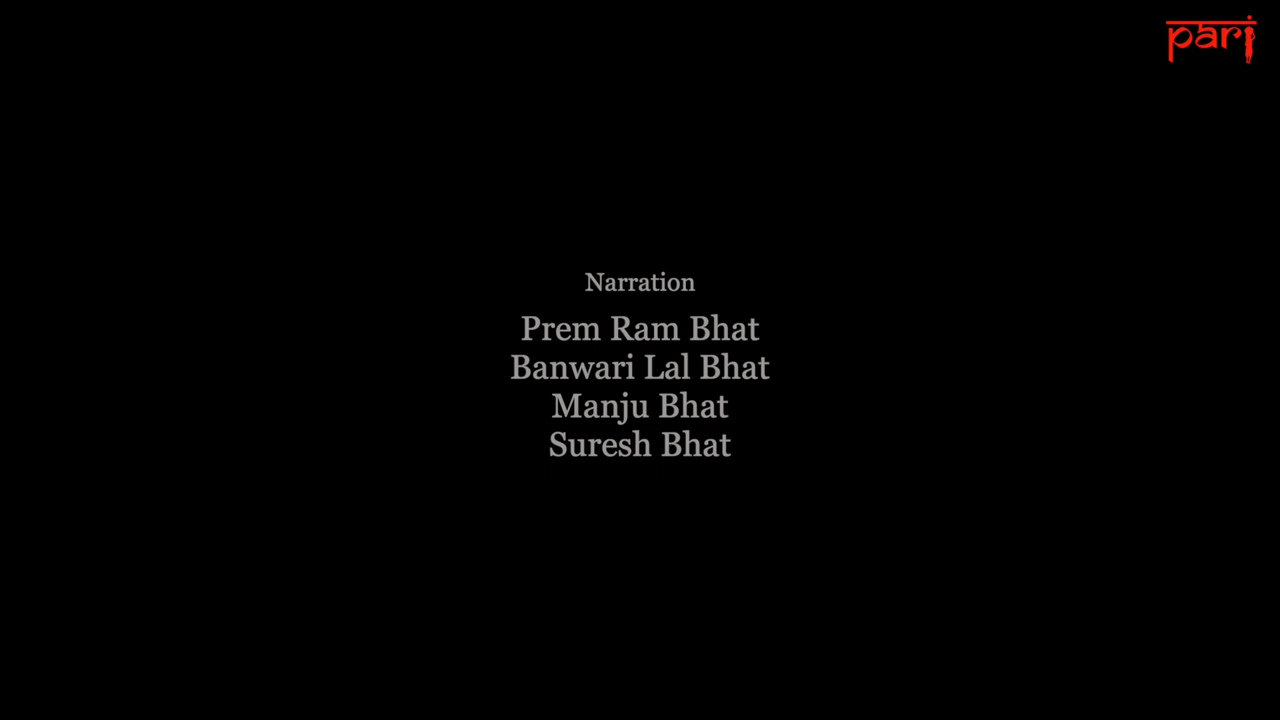 pari
Narration
Prem Ram Bhat
Banwari Lal Bhat
Manju Bhat
Suresh Bhat